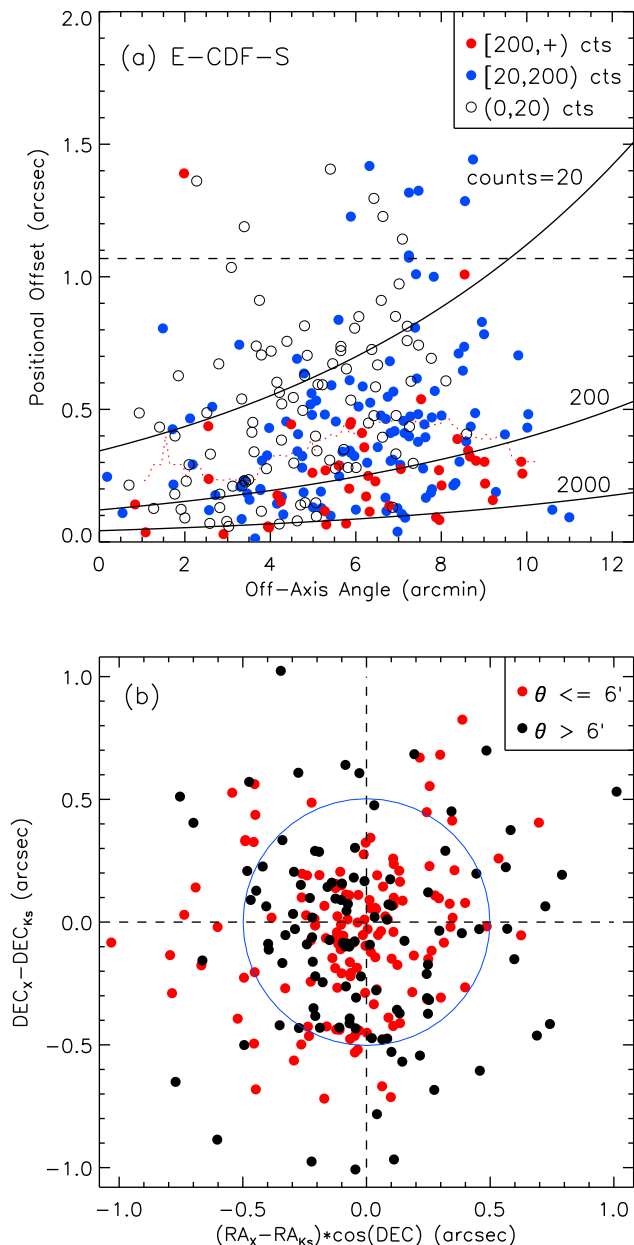 (a) E-CDF-S
[200,+) cts
[20,200) cts
(0,20) cts
counts=20
200
2000
2.0
1.5
1.0
0.5
0.0
Positional Offset (arcsec)
0 2 4 6 8 10 12
Off-Axis Angle (arcmin)
(b)
θ <= 6'
θ > 6'
1.0
0.5
0.0
-0.5
-1.0
DEC_X-DEC_Ks (arcsec)
-1.0 -0.5 0.0 0.5 1.0
(RA_X-RA_Ks)*cos(DEC) (arcsec)